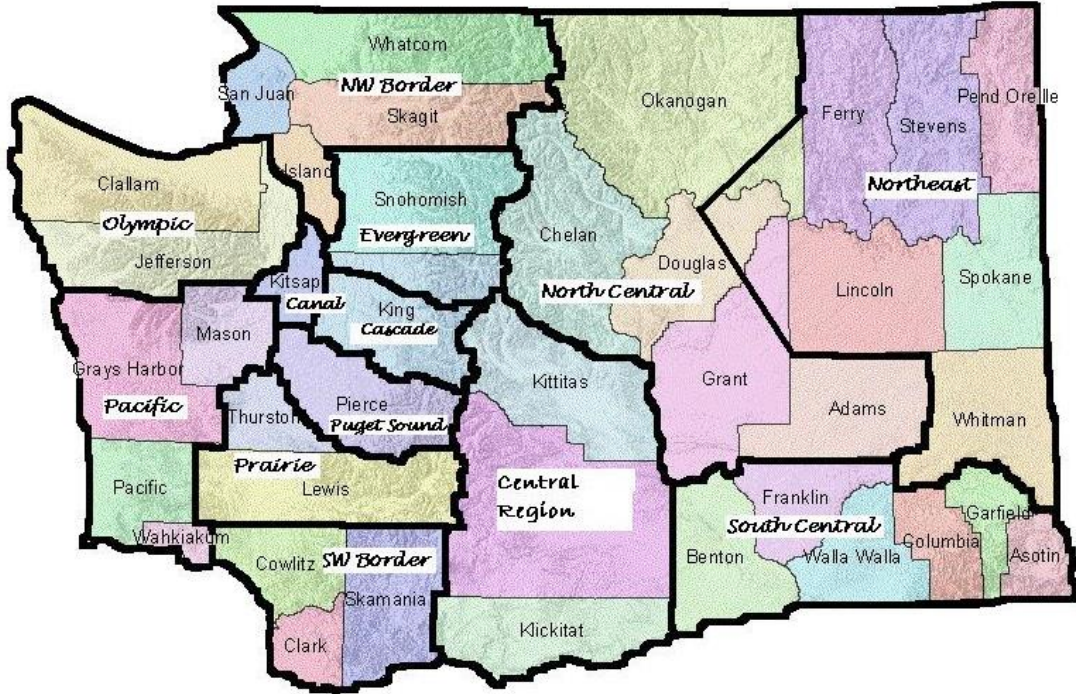 Whatcom
San Juan
NW Border
Skagit
Okanogan
Ferry
Stevens
Pend Oreille
Island
Clallam
Olympic
Jefferson
Snohomish
Evergreen
Northeast
Chelan
Douglas
North Central
Kitsap
Canal
King
Cascade
Lincoln
Spokane
Mason
Grays Harbor
Pacific
Thurston
Pierce
Puget Sound
Kittitas
Grant
Adams
Whitman
Prairie
Lewis
Pacific
Wahkiakum
Central
Region
Franklin
South Central
Benton
Walla Walla
Columbia
Garfield
Asotin
Cowlitz
SW Border
Skamania
Clark
Klickitat